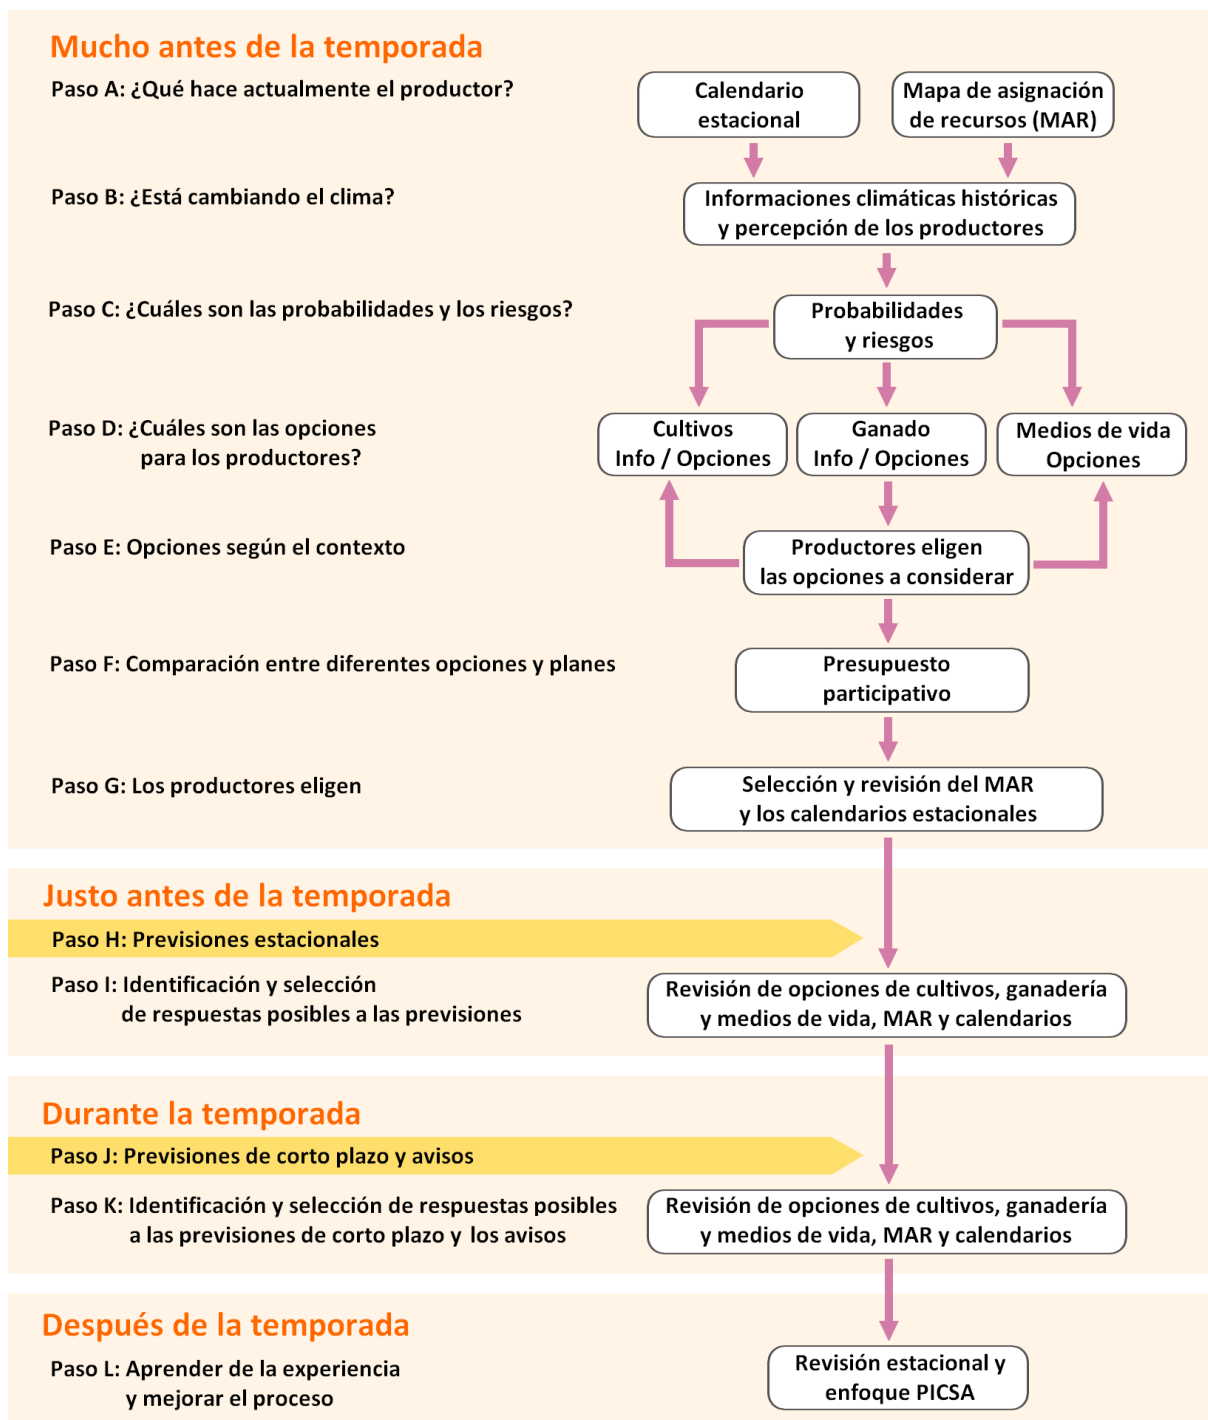 Mucho antes de la temporada
Paso A: ¿Qué hace actualmente el productor?
Calendario
estacional
Mapa de asignación
de recursos (MAR)
Paso B: ¿Está cambiando el clima?
Informaciones climáticas históricas
y percepción de los productores
Paso C: ¿Cuáles son las probabilidades y los riesgos?
Probabilidades
y riesgos
Paso D: ¿Cuáles son las opciones
para los productores?
Cultivos
Info / Opciones
Ganado
Info / Opciones
Medios de vida
Opciones
Paso E: Opciones según el contexto
Productores eligen
las opciones a considerar
Paso F: Comparación entre diferentes opciones y planes
Presupuesto
participativo
Paso G: Los productores eligen
Selección y revisión del MAR
y los calendarios estacionales
Justo antes de la temporada
Paso H: Previsiones estacionales
Paso I: Identificación y selección
de respuestas posibles a las previsiones
Revisión de opciones de cultivos, ganadería
y medios de vida, MAR y calendarios
Durante la temporada
Paso J: Previsiones de corto plazo y avisos
Paso K: Identificación y selección de respuestas posibles
a las previsiones de corto plazo y los avisos
Revisión de opciones de cultivos, ganadería
y medios de vida, MAR y calendarios
Después de la temporada
Paso L: Aprender de la experiencia
y mejorar el proceso
Revisión estacional y
enfoque PICSA